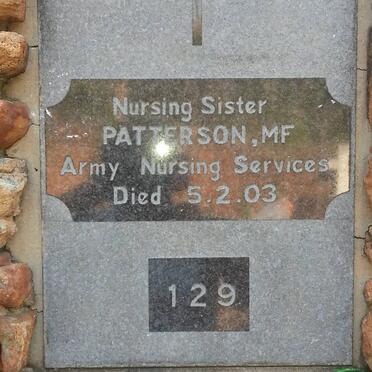 Nursing Sister
PATTERSON, MF
Army Nursing Services
Died 5.2.03
129